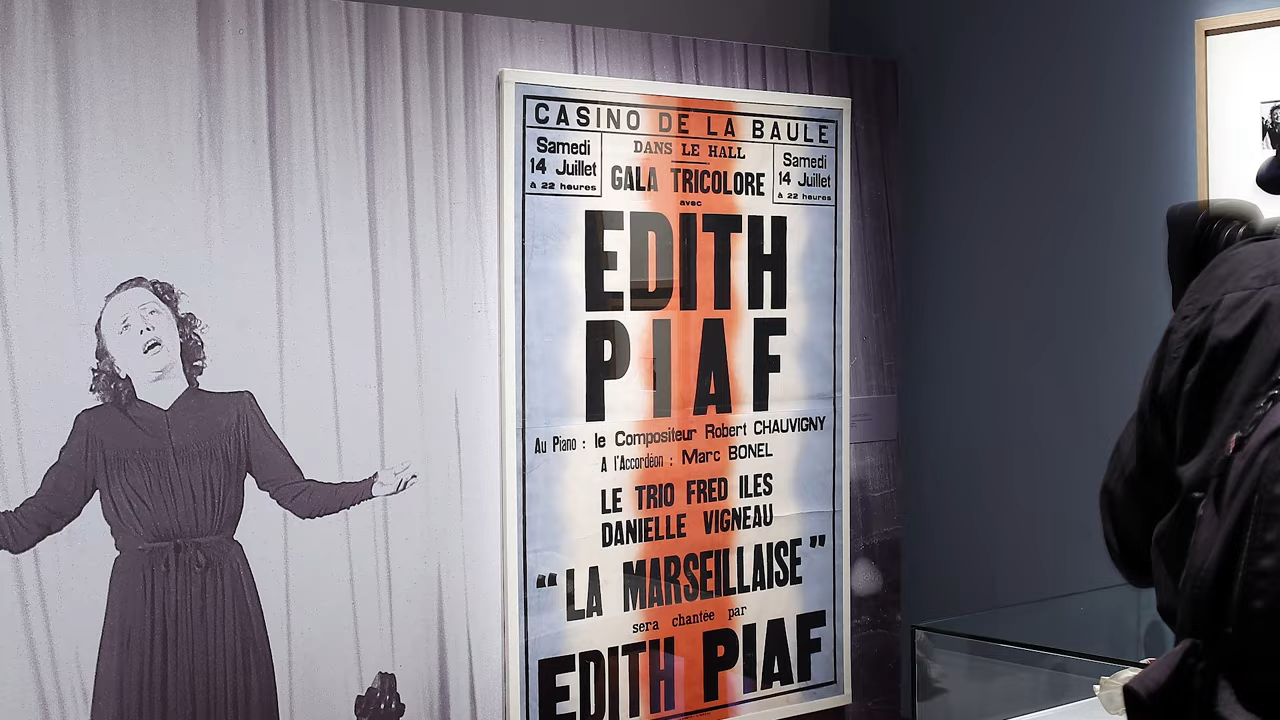 CASINO DE LA BAULE
Samedi
14 Juillet
à 22 heures
DANS LE HALL
GALA TRICOLORE
avec
Samedi
14 Juillet
à 22 heures
EDITH
PIAF
Au Piano : le Compositeur Robert CHAUVIGNY
A l'Accordéon : Marc BONEL
LE TRIO FRED ILES
DANIELLE VIGNEAU
“LA MARSEILLAISE”
sera chantée par
EDITH PIAF